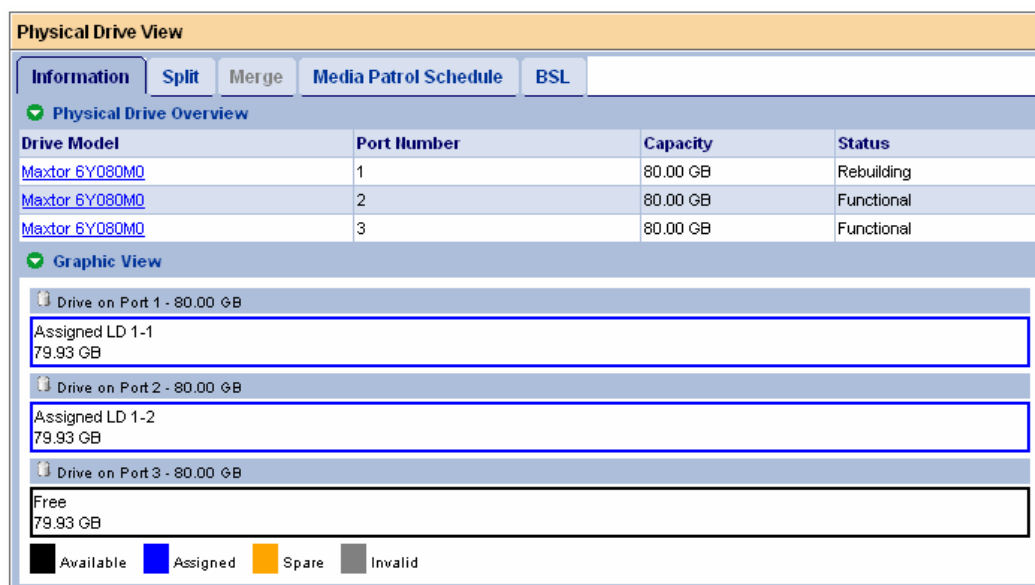 Physical Drive View
Information Split Merge Media Patrol Schedule BSL
Physical Drive Overview
Drive Model Port Number Capacity Status
Maxtor 6Y080M0 1 80.00 GB Rebuilding
Maxtor 6Y080M0 2 80.00 GB Functional
Maxtor 6Y080M0 3 80.00 GB Functional
Graphic View
Drive on Port 1 - 80.00 GB
Assigned LD 1-1
79.93 GB
Drive on Port 2 - 80.00 GB
Assigned LD 1-2
79.93 GB
Drive on Port 3 - 80.00 GB
Free
79.93 GB
Available Assigned Spare Invalid